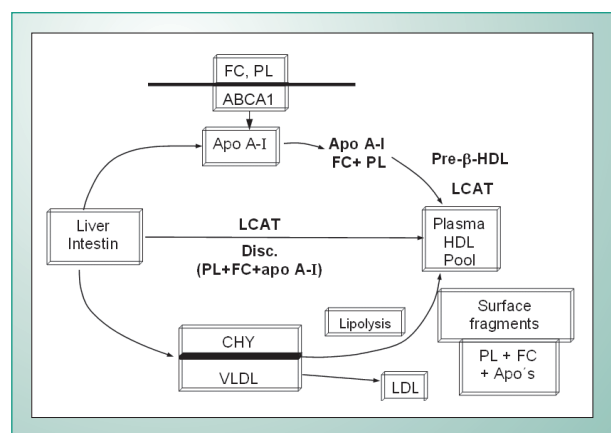 FC, PL
ABCA1
Apo A-I
Apo A-I
FC+ PL
Pre-β-HDL
LCAT
Liver
Intestin
LCAT
Disc.
(PL+FC+apo A-I)
Plasma
HDL
Pool
Lipolysis
Surface
fragments
CHY
VLDL
PL + FC
+ Apo´s
LDL